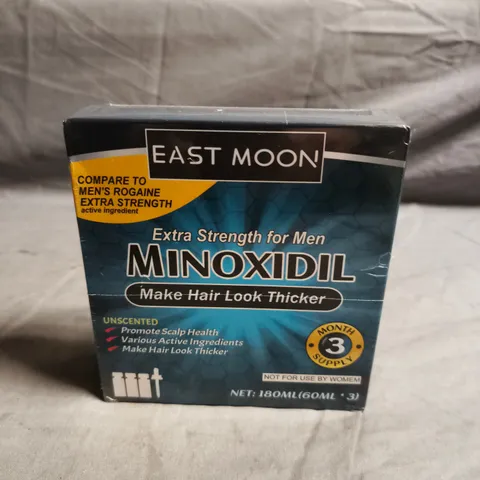 EAST MOON
COMPARE TO
MEN'S ROGAINE
EXTRA STRENGTH
active ingredient
Extra Strength for Men
MINOXIDIL
Make Hair Look Thicker
UNSCENTED
Promote Scalp Health
Various Active Ingredients
Make Hair Look Thicker
MONTH
3
SUPPLY
NOT FOR USE BY WOMEM
NET: 180ML(60ML * 3)